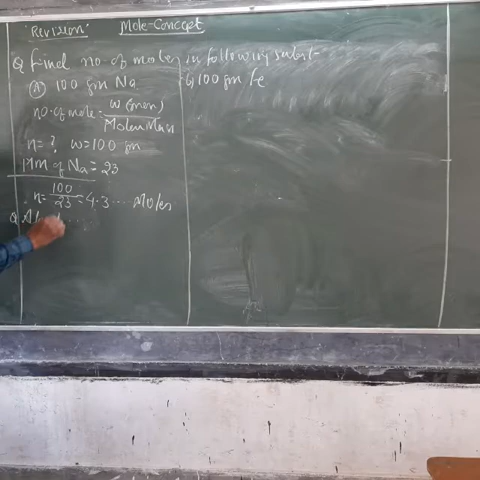 "Revision" Mole-Concept
Q Find no of moles in following subst-
(A) 100 gm Na
(b) 100 gm Fe
no. of mole = w (given) / Molar Mass
n = ? w = 100 gm
MM of Na = 23
n = 100 / 23 = 4.3 ... Moles
Q